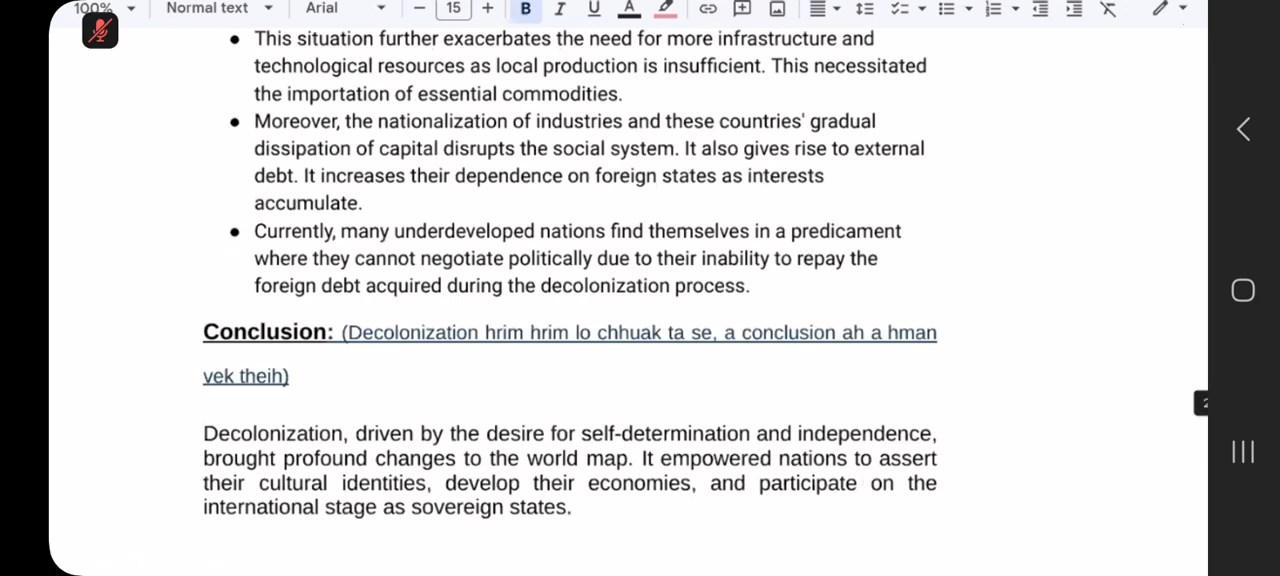 100% Normal text Arial − 15 + B I U A
● This situation further exacerbates the need for more infrastructure and
technological resources as local production is insufficient. This necessitated
the importation of essential commodities.
● Moreover, the nationalization of industries and these countries' gradual
dissipation of capital disrupts the social system. It also gives rise to external
debt. It increases their dependence on foreign states as interests
accumulate.
● Currently, many underdeveloped nations find themselves in a predicament
where they cannot negotiate politically due to their inability to repay the
foreign debt acquired during the decolonization process.
Conclusion: (Decolonization hrim hrim lo chhuak ta se, a conclusion ah a hman
vek theih)
Decolonization, driven by the desire for self-determination and independence,
brought profound changes to the world map. It empowered nations to assert
their cultural identities, develop their economies, and participate on the
international stage as sovereign states.
2